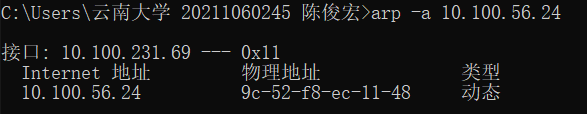 C:\Users\云南大学 20211060245 陈俊宏>arp -a 10.100.56.24
接口: 10.100.231.69 --- 0x11
Internet 地址 物理地址 类型
10.100.56.24 9c-52-f8-ec-11-48 动态